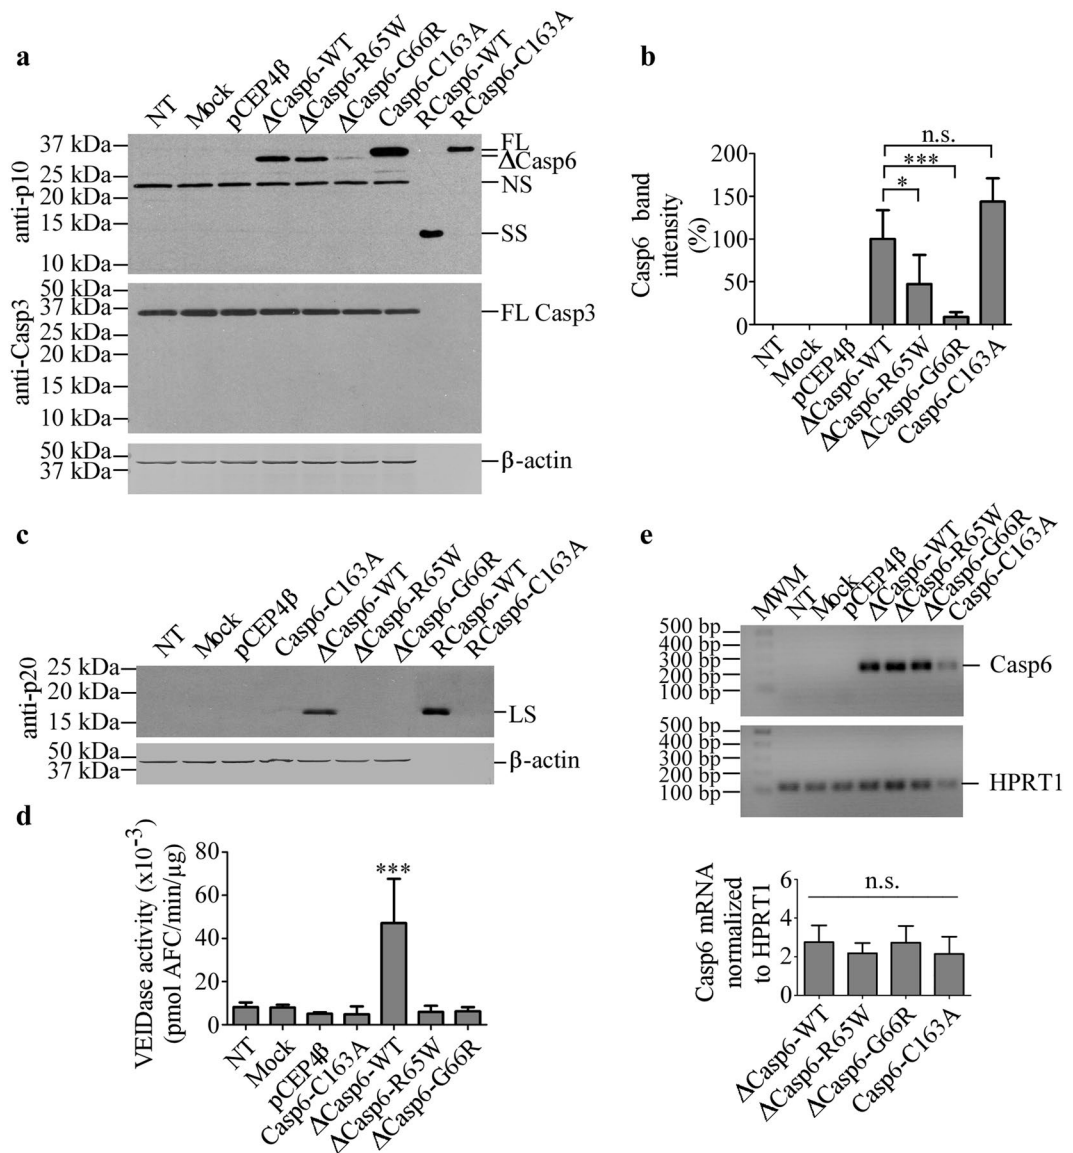 a
NT
Mock
pCEP4β
ΔCasp6-WT
ΔCasp6-R65W
ΔCasp6-G66R
Casp6-C163A
RCasp6-WT
RCasp6-C163A
anti-p10
37 kDa
25 kDa
20 kDa
15 kDa
10 kDa
FL
ΔCasp6
NS
SS
anti-Casp3
50 kDa
37 kDa
25 kDa
20 kDa
15 kDa
10 kDa
FL Casp3
50 kDa
37 kDa
β-actin
b
Casp6 band
intensity
(%)
200
150
100
50
0
n.s.
***
*
NT
Mock
pCEP4β
ΔCasp6-WT
ΔCasp6-R65W
ΔCasp6-G66R
Casp6-C163A
c
NT
Mock
pCEP4β
Casp6-C163A
ΔCasp6-WT
ΔCasp6-R65W
ΔCasp6-G66R
RCasp6-WT
RCasp6-C163A
anti-p20
25 kDa
20 kDa
15 kDa
LS
50 kDa
37 kDa
β-actin
d
VEIDase activity (x10-3)
(pmol AFC/min/µg)
80
60
40
20
0
***
NT
Mock
pCEP4β
Casp6-C163A
ΔCasp6-WT
ΔCasp6-R65W
ΔCasp6-G66R
e
MWM
NT
Mock
pCEP4β
ΔCasp6-WT
ΔCasp6-R65W
ΔCasp6-G66R
Casp6-C163A
500 bp
400 bp
300 bp
200 bp
100 bp
Casp6
500 bp
400 bp
300 bp
200 bp
100 bp
HPRT1
Casp6 mRNA
normalized
to HPRT1
6
4
2
0
n.s.
ΔCasp6-WT
ΔCasp6-R65W
ΔCasp6-G66R
Casp6-C163A